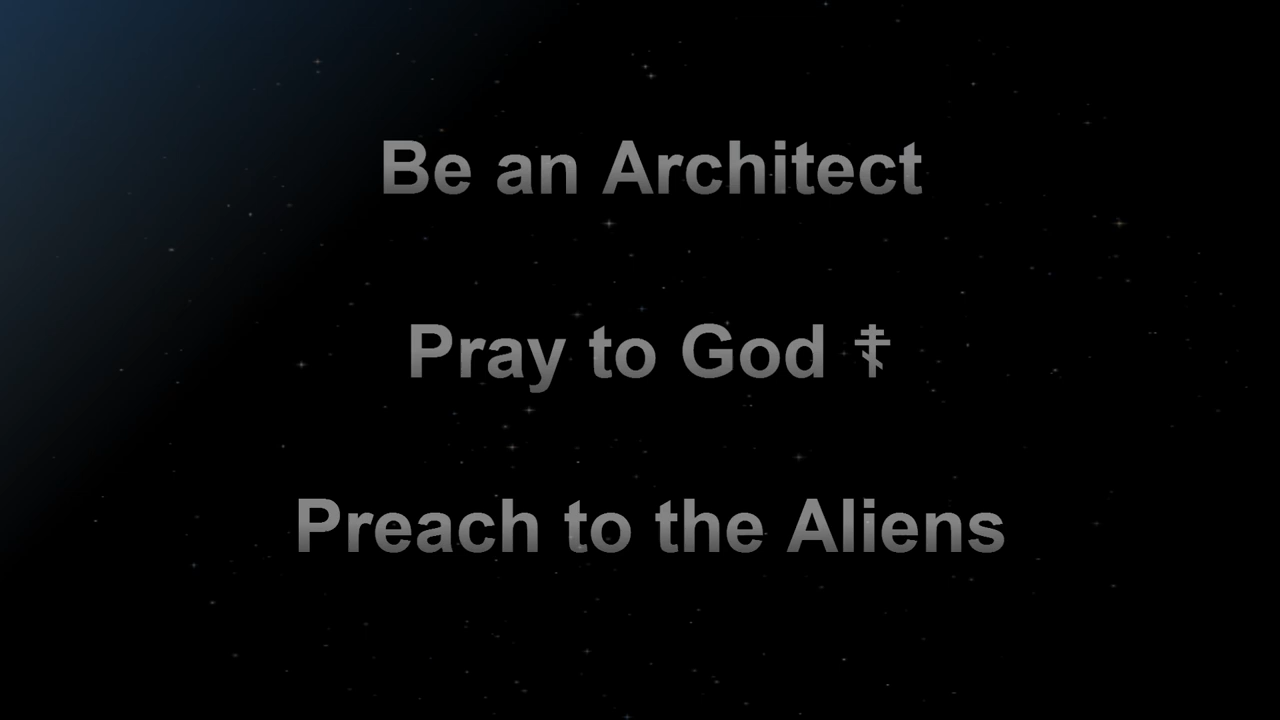 Be an Architect
Pray to God ☦
Preach to the Aliens